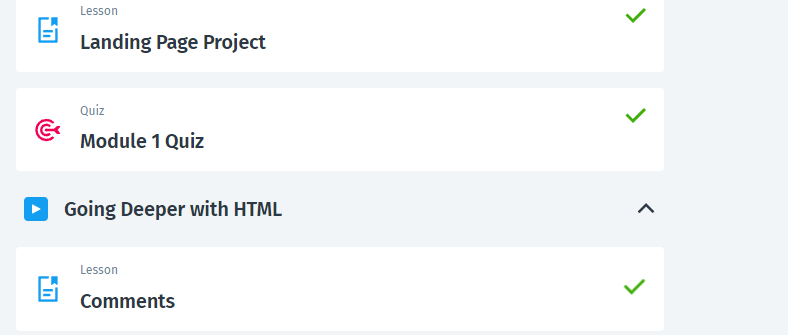 Lesson
Landing Page Project
Quiz
Module 1 Quiz
Going Deeper with HTML
Lesson
Comments